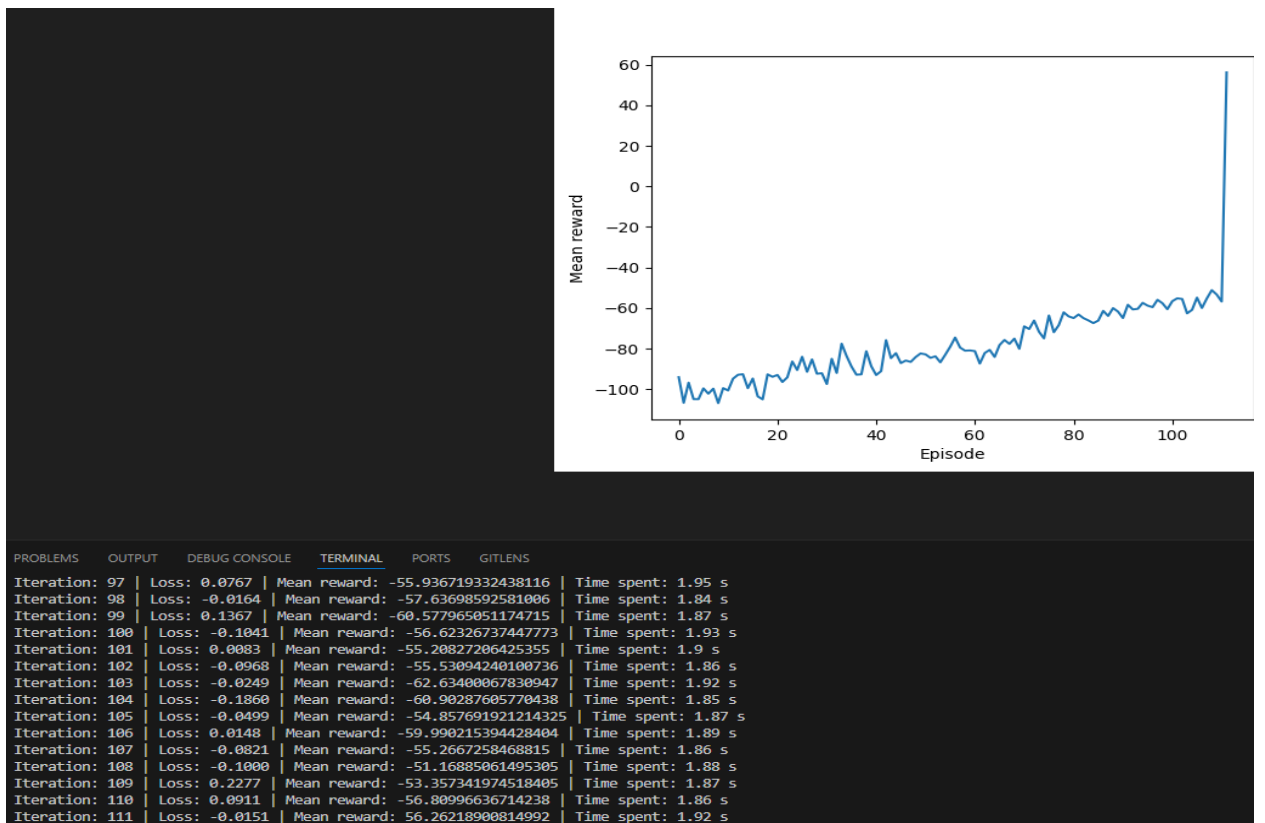 60
40
20
0
−20
−40
−60
−80
−100
Mean reward
0 20 40 60 80 100
Episode
PROBLEMS OUTPUT DEBUG CONSOLE TERMINAL PORTS GITLENS
Iteration: 97 | Loss: 0.0767 | Mean reward: -55.936719332438116 | Time spent: 1.95 s
Iteration: 98 | Loss: -0.0164 | Mean reward: -57.63698592581006 | Time spent: 1.84 s
Iteration: 99 | Loss: 0.1367 | Mean reward: -60.577965051174715 | Time spent: 1.87 s
Iteration: 100 | Loss: -0.1041 | Mean reward: -56.62326737447773 | Time spent: 1.93 s
Iteration: 101 | Loss: 0.0083 | Mean reward: -55.20827206425355 | Time spent: 1.9 s
Iteration: 102 | Loss: -0.0968 | Mean reward: -55.53094240100736 | Time spent: 1.86 s
Iteration: 103 | Loss: -0.0249 | Mean reward: -62.63400067830947 | Time spent: 1.92 s
Iteration: 104 | Loss: -0.1860 | Mean reward: -60.90287605770438 | Time spent: 1.85 s
Iteration: 105 | Loss: -0.0499 | Mean reward: -54.857691921214325 | Time spent: 1.87 s
Iteration: 106 | Loss: 0.0148 | Mean reward: -59.990215394428404 | Time spent: 1.89 s
Iteration: 107 | Loss: -0.0821 | Mean reward: -55.2667258468815 | Time spent: 1.86 s
Iteration: 108 | Loss: -0.1000 | Mean reward: -51.16885061495305 | Time spent: 1.88 s
Iteration: 109 | Loss: 0.2277 | Mean reward: -53.357341974518405 | Time spent: 1.87 s
Iteration: 110 | Loss: 0.0911 | Mean reward: -56.80996636714238 | Time spent: 1.86 s
Iteration: 111 | Loss: -0.0151 | Mean reward: 56.26218900814992 | Time spent: 1.92 s